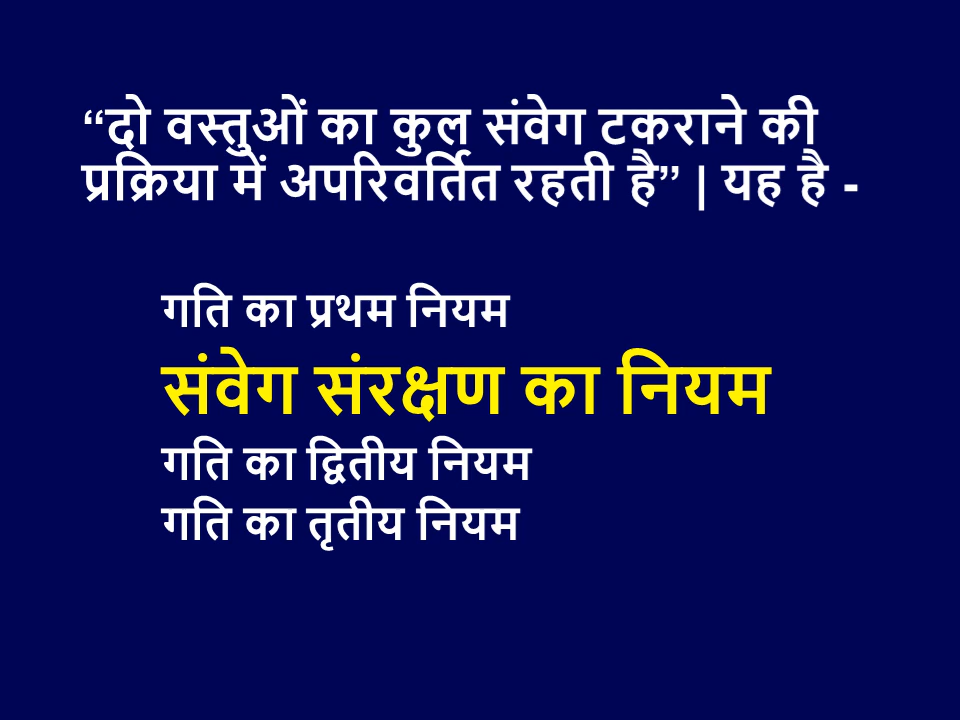 “दो वस्तुओं का कुल संवेग टकराने की
प्रक्रिया में अपरिवर्तित रहती है” | यह है -
गति का प्रथम नियम
संवेग संरक्षण का नियम
गति का द्वितीय नियम
गति का तृतीय नियम